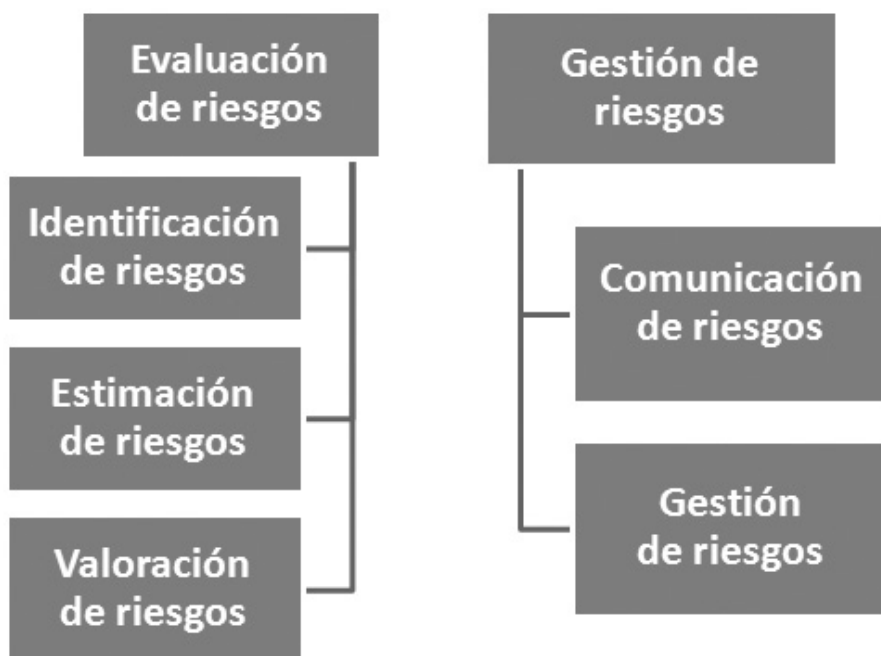 Evaluación
de riesgos
Identificación
de riesgos
Estimación
de riesgos
Valoración
de riesgos
Gestión de
riesgos
Comunicación
de riesgos
Gestión
de riesgos